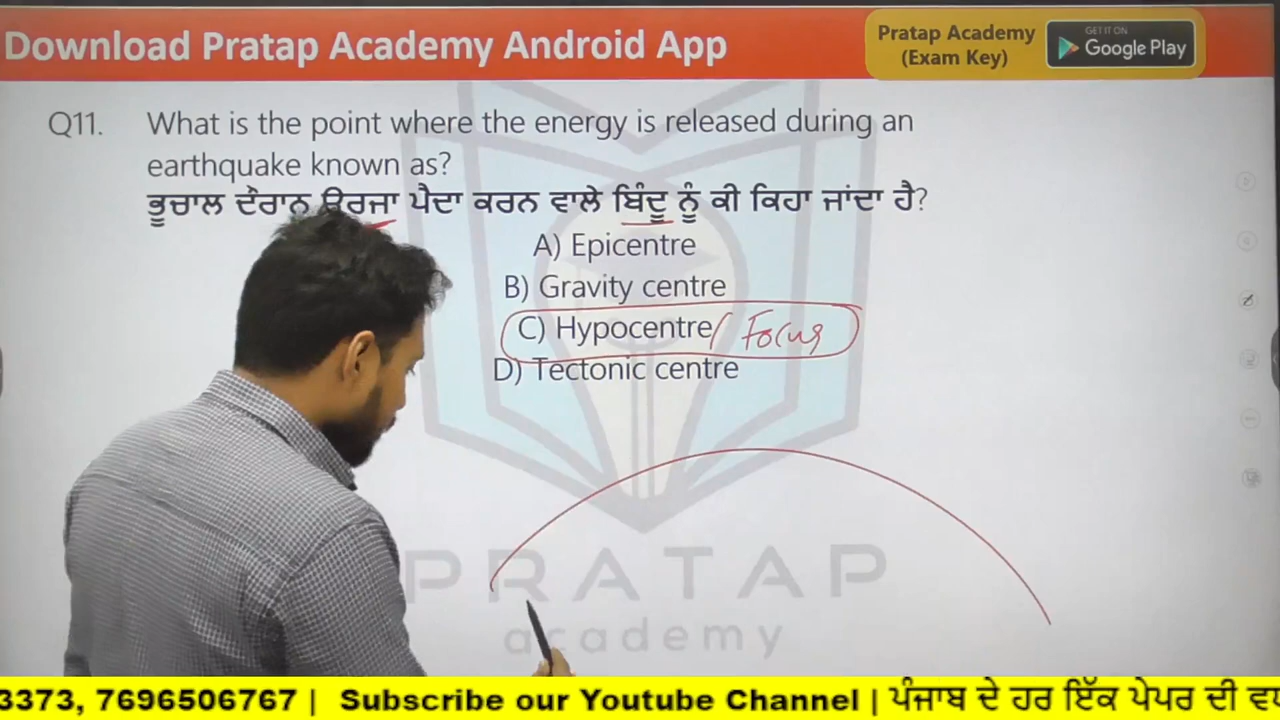 Download Pratap Academy Android App
Pratap Academy
(Exam Key)
GET IT ON
Google Play
Q11. What is the point where the energy is released during an
earthquake known as?
ਭੂਚਾਲ ਦੌਰਾਨ ਊਰਜਾ ਪੈਦਾ ਕਰਨ ਵਾਲੇ ਬਿੰਦੂ ਨੂੰ ਕੀ ਕਿਹਾ ਜਾਂਦਾ ਹੈ?
A) Epicentre
B) Gravity centre
C) Hypocentre/ Focus
D) Tectonic centre
PRATAP
academy
3373, 7696506767 | Subscribe our Youtube Channel | ਪੰਜਾਬ ਦੇ ਹਰ ਇੱਕ ਪੇਪਰ ਦੀ